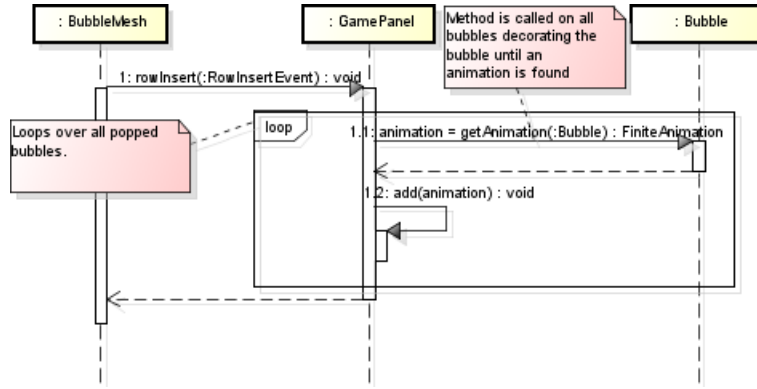 : BubbleMesh
: GamePanel
Method is called on all
bubbles decorating the
bubble until an
animation is found
: Bubble
1: rowInsert(:RowInsertEvent) : void
Loops over all popped
bubbles.
loop
1.1: animation = getAnimation(:Bubble) : FiniteAnimation
1.2: add(animation) : void